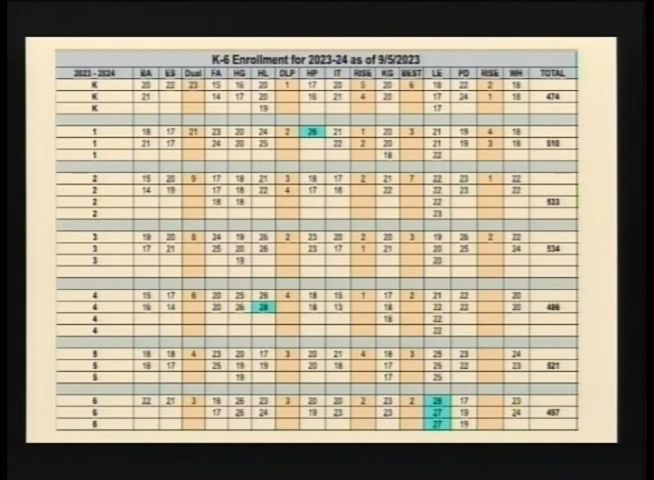 K-6 Enrollment for 2023-24 as of 9/5/2023
2023 - 2024 BA ES Dual FA HG HL DLP HP IT RISE KG BEST LE PD RISE WH TOTAL
K 20 22 23 15 16 20 1 17 20 5 20 6 18 22 2 18
K 21 14 17 20 16 21 4 20 17 24 1 18 474
K 19 17
1 18 17 21 23 20 24 2 26 21 1 20 3 21 19 4 18
1 21 17 24 20 25 22 2 20 21 19 3 18 510
1 18 22
2 15 20 9 17 18 21 3 18 17 2 21 7 22 23 1 22
2 14 19 17 18 22 4 17 18 22 22 23 22
2 18 18 22 533
2 23
3 19 20 8 24 19 26 2 23 20 2 20 3 19 26 2 22
3 17 21 25 20 26 23 17 1 21 20 25 24 534
3 19 20
4 15 17 6 20 25 26 4 18 15 1 17 2 21 22 20
4 16 14 20 26 28 18 13 18 22 22 20 486
4 18 22
4 22
5 16 18 4 23 20 17 3 20 21 4 18 3 25 23 24
5 16 17 25 19 19 20 18 17 25 22 23 521
5 19 17 25
6 22 21 3 16 26 23 3 20 20 2 23 2 28 17 23
6 17 26 24 19 23 23 27 19 24 497
6 27 19